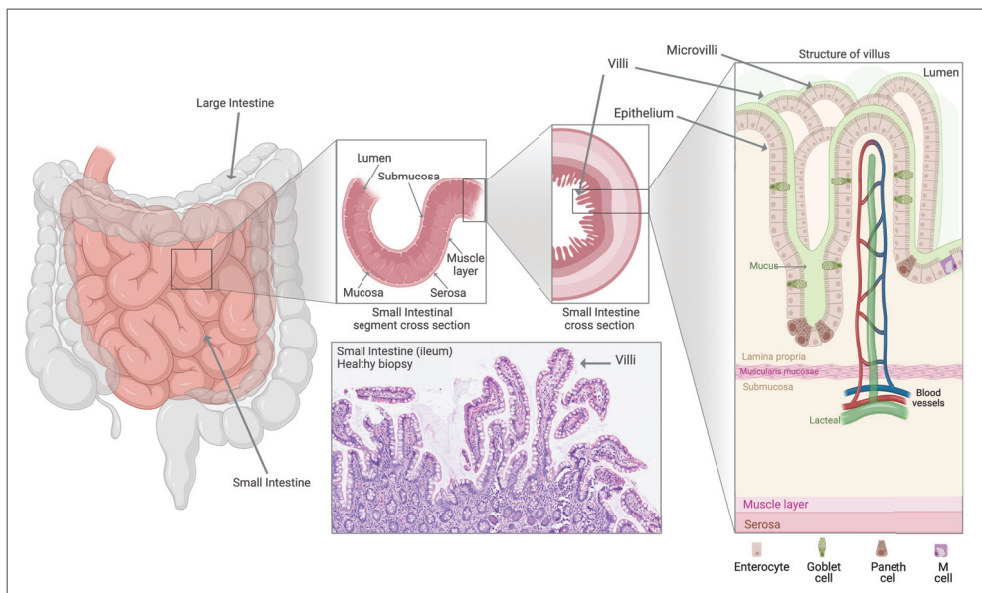 Large Intestine
Small Intestine
Lumen
Submucosa
Muscle
layer
Mucosa
Serosa
Small Intestinal
segment cross section
Villi
Small Intestine
cross section
Small Intestine (ileum)
Healthy biopsy
Villi
Microvilli
Epithelium
Structure of villus
Lumen
Mucus
Lamina propria
Muscularis mucosae
Submucosa
Blood
vessels
Lacteal
Muscle layer
Serosa
Enterocyte
Goblet
cell
Paneth
cel
M
cell